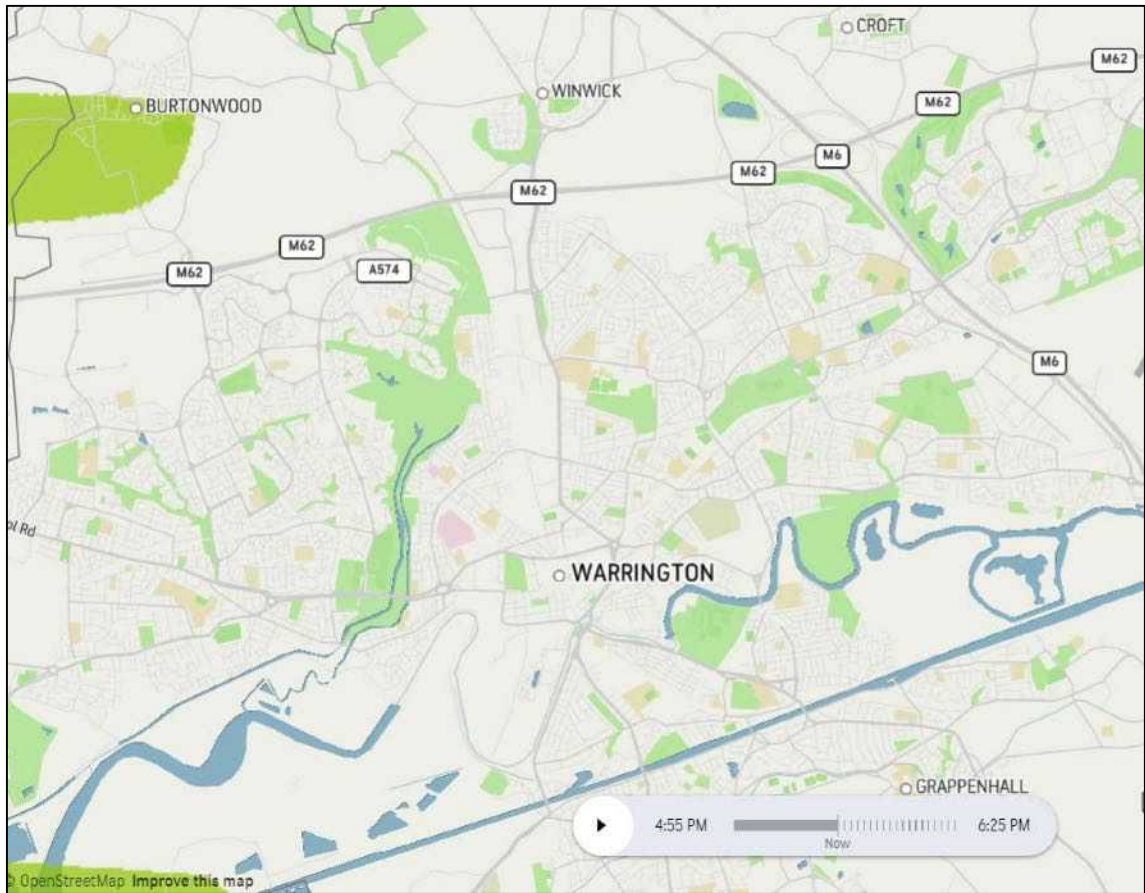 CROFT
M62
WINWICK
BURTONWOOD
M62
M6
M62
M62
M62
A574
M62
M6
ol Rd
WARRINGTON
GRAPPENHALL
4:55 PM
6:25 PM
Now
© OpenStreetMap Improve this map